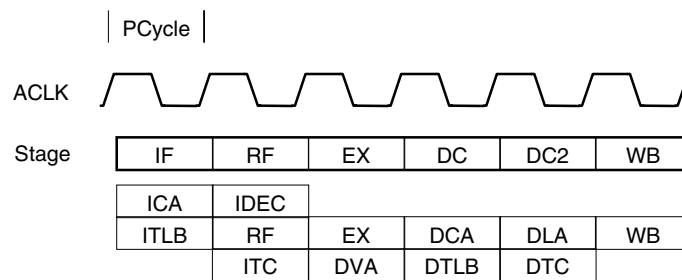 PCycle
ACLK
Stage IF RF EX DC DC2 WB
ICA IDEC
ITLB RF EX DCA DLA WB
ITC DVA DTLB DTC